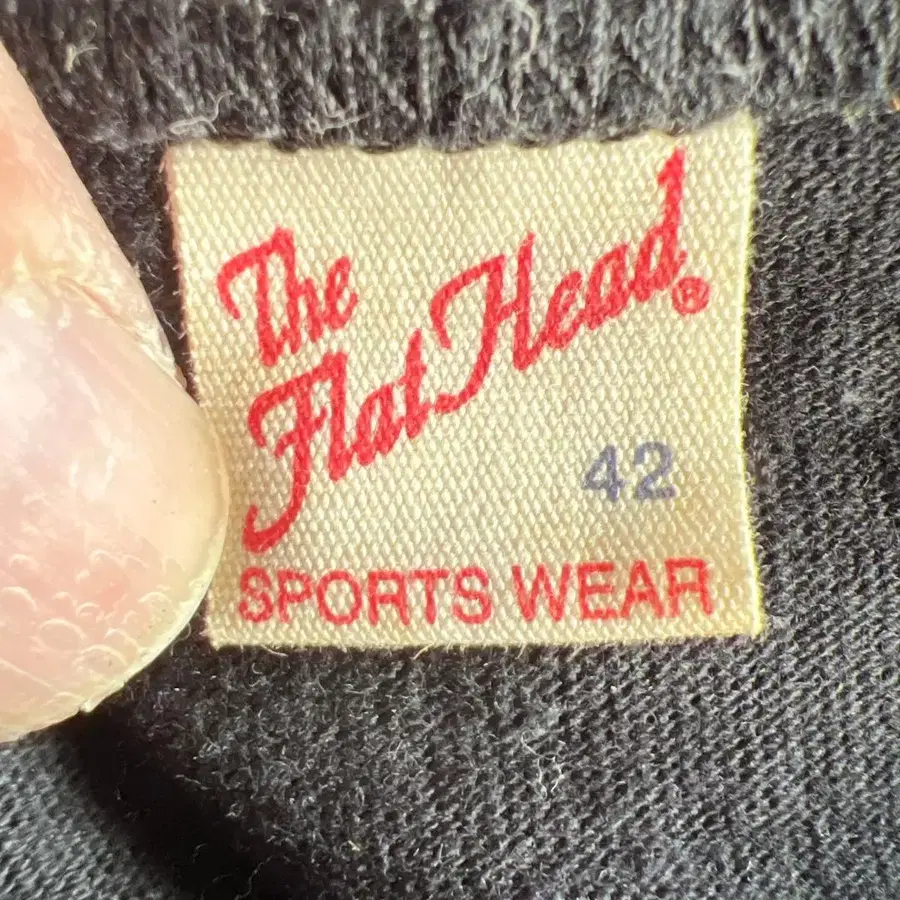 The
Flat Head®
42
SPORTS WEAR